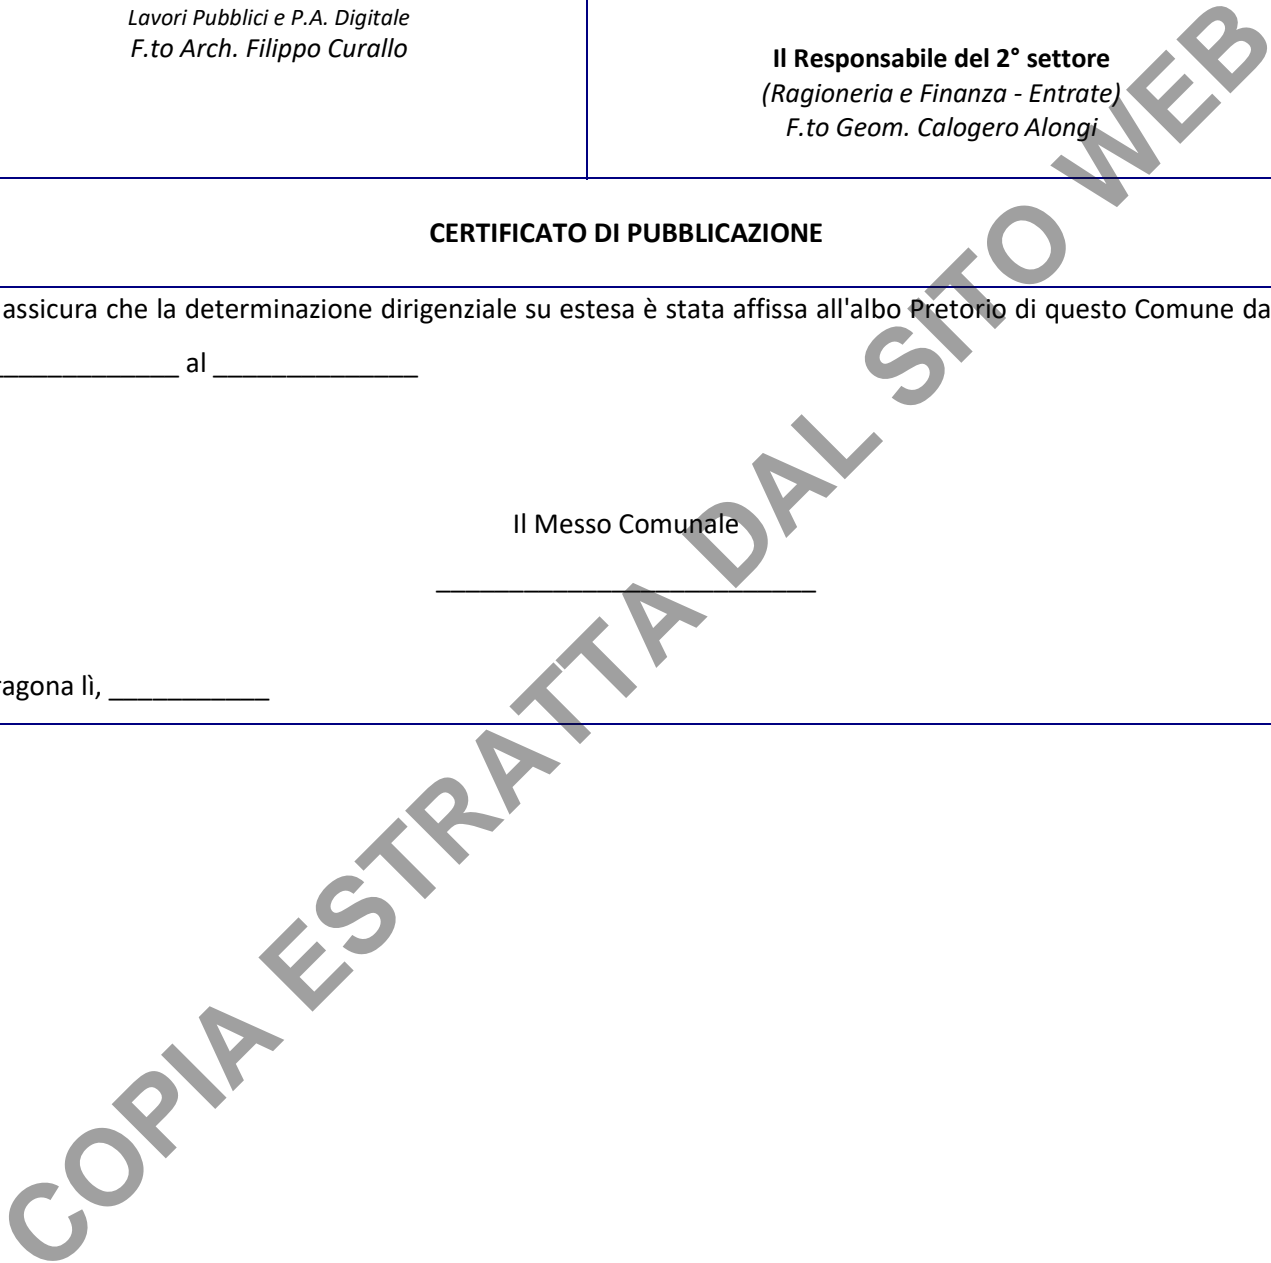 Lavori Pubblici e P.A. Digitale
F.to Arch. Filippo Curallo
Il Responsabile del 2° settore
(Ragioneria e Finanza - Entrate)
F.to Geom. Calogero Alongi
CERTIFICATO DI PUBBLICAZIONE
assicura che la determinazione dirigenziale su estesa è stata affissa all'albo Pretorio di questo Comune da
_____________ al ______________
Il Messo Comunale
__________________________
ragona lì, ___________
COPIA ESTRATTA DAL SITO WEB